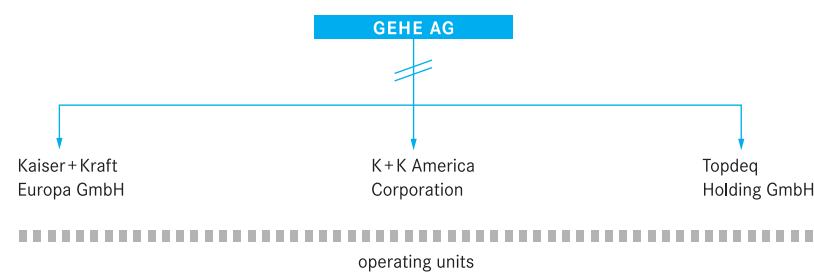 GEHE AG
Kaiser+Kraft
Europa GmbH
K+K America
Corporation
Topdeq
Holding GmbH
operating units